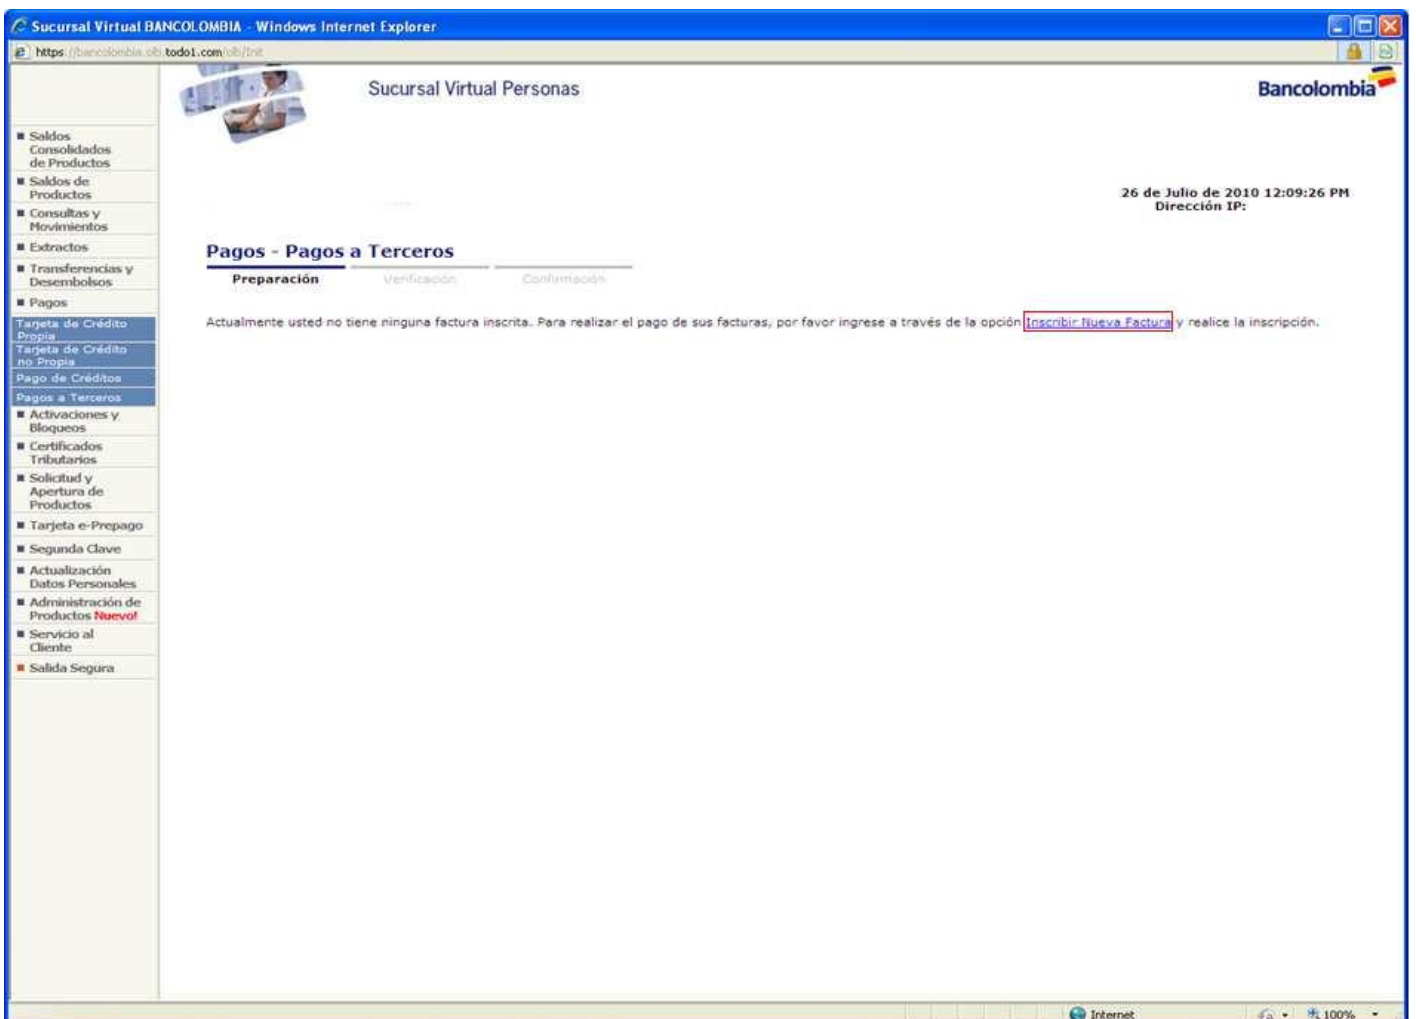 Sucursal Virtual BANCOLOMBIA - Windows Internet Explorer
https://bancolombia.olb.todo1.com/olb/Init
Sucursal Virtual Personas
Bancolombia
Saldos
Consolidados
de Productos
Saldos de
Productos
Consultas y
Movimientos
Extractos
Transferencias y
Desembolsos
Pagos
Tarjeta de Crédito
Propia
Tarjeta de Crédito
no Propia
Pago de Créditos
Pagos a Terceros
Activaciones y
Bloqueos
Certificados
Tributarios
Solicitud y
Apertura de
Productos
Tarjeta e-Prepago
Segunda Clave
Actualización
Datos Personales
Administración de
Productos Nuevo!
Servicio al
Cliente
Salida Segura
26 de Julio de 2010 12:09:26 PM
Dirección IP:
Pagos - Pagos a Terceros
Preparación Verificación Confirmación
Actualmente usted no tiene ninguna factura inscrita. Para realizar el pago de sus facturas, por favor ingrese a través de la opción Inscribir Nueva Factura y realice la inscripción.
Internet 100%